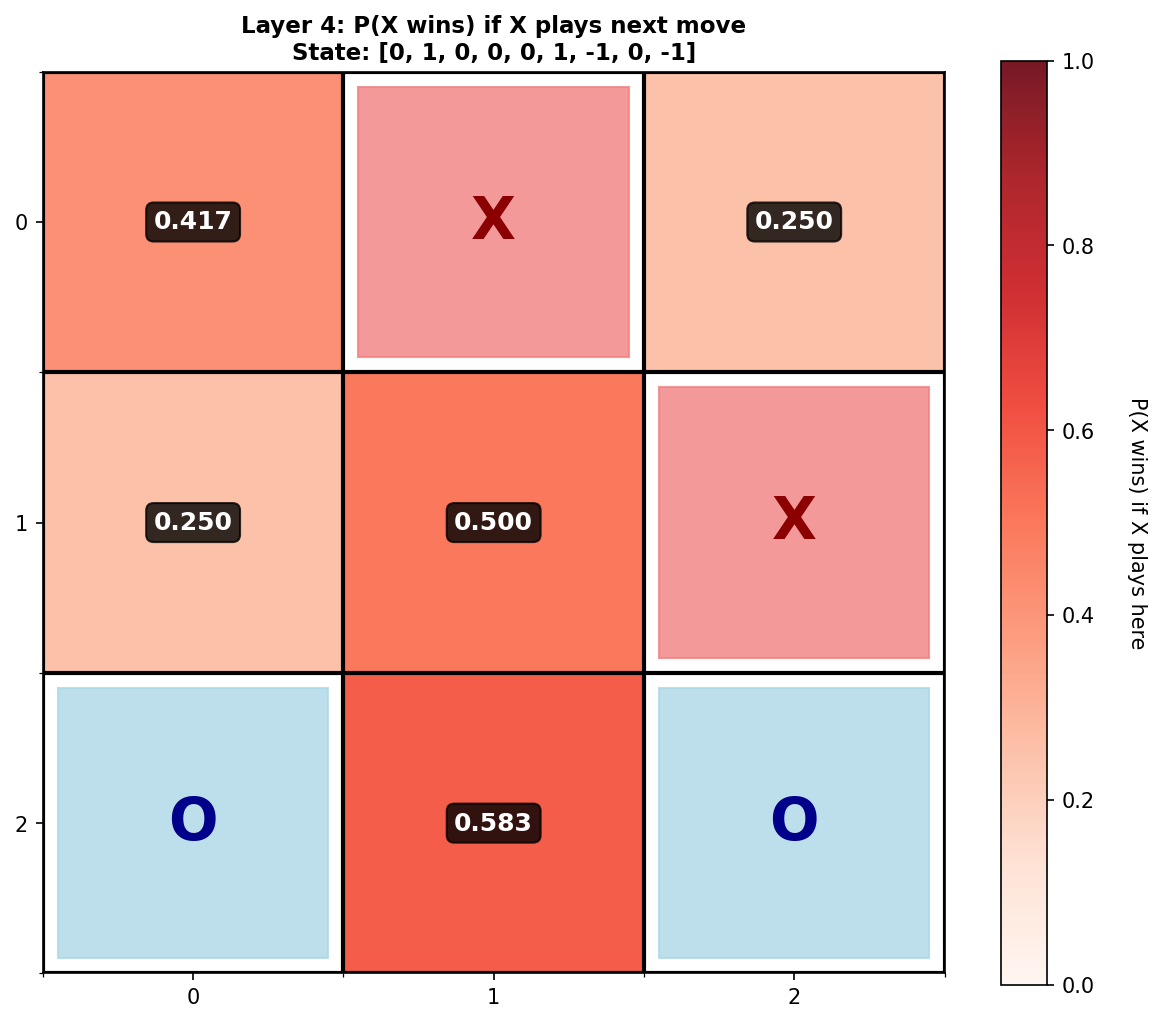 Layer 4: P(X wins) if X plays next move
State: [0, 1, 0, 0, 0, 1, -1, 0, -1]
0.417 X 0.250
0.250 0.500 X
O 0.583 O
0
1
2
0 1 2
1.0
0.8
0.6
0.4
0.2
0.0
P(X wins) if X plays here